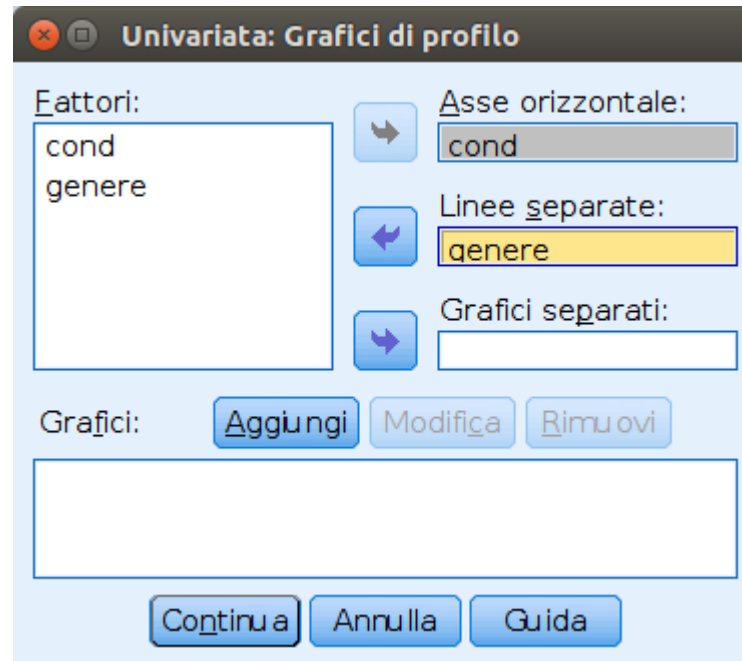 Univariata: Grafici di profilo
Fattori:
cond
genere
Asse orizzontale:
cond
Linee separate:
genere
Grafici separati:
Grafici:
Aggiungi
Modifica
Rimuovi
Continua
Annulla
Guida